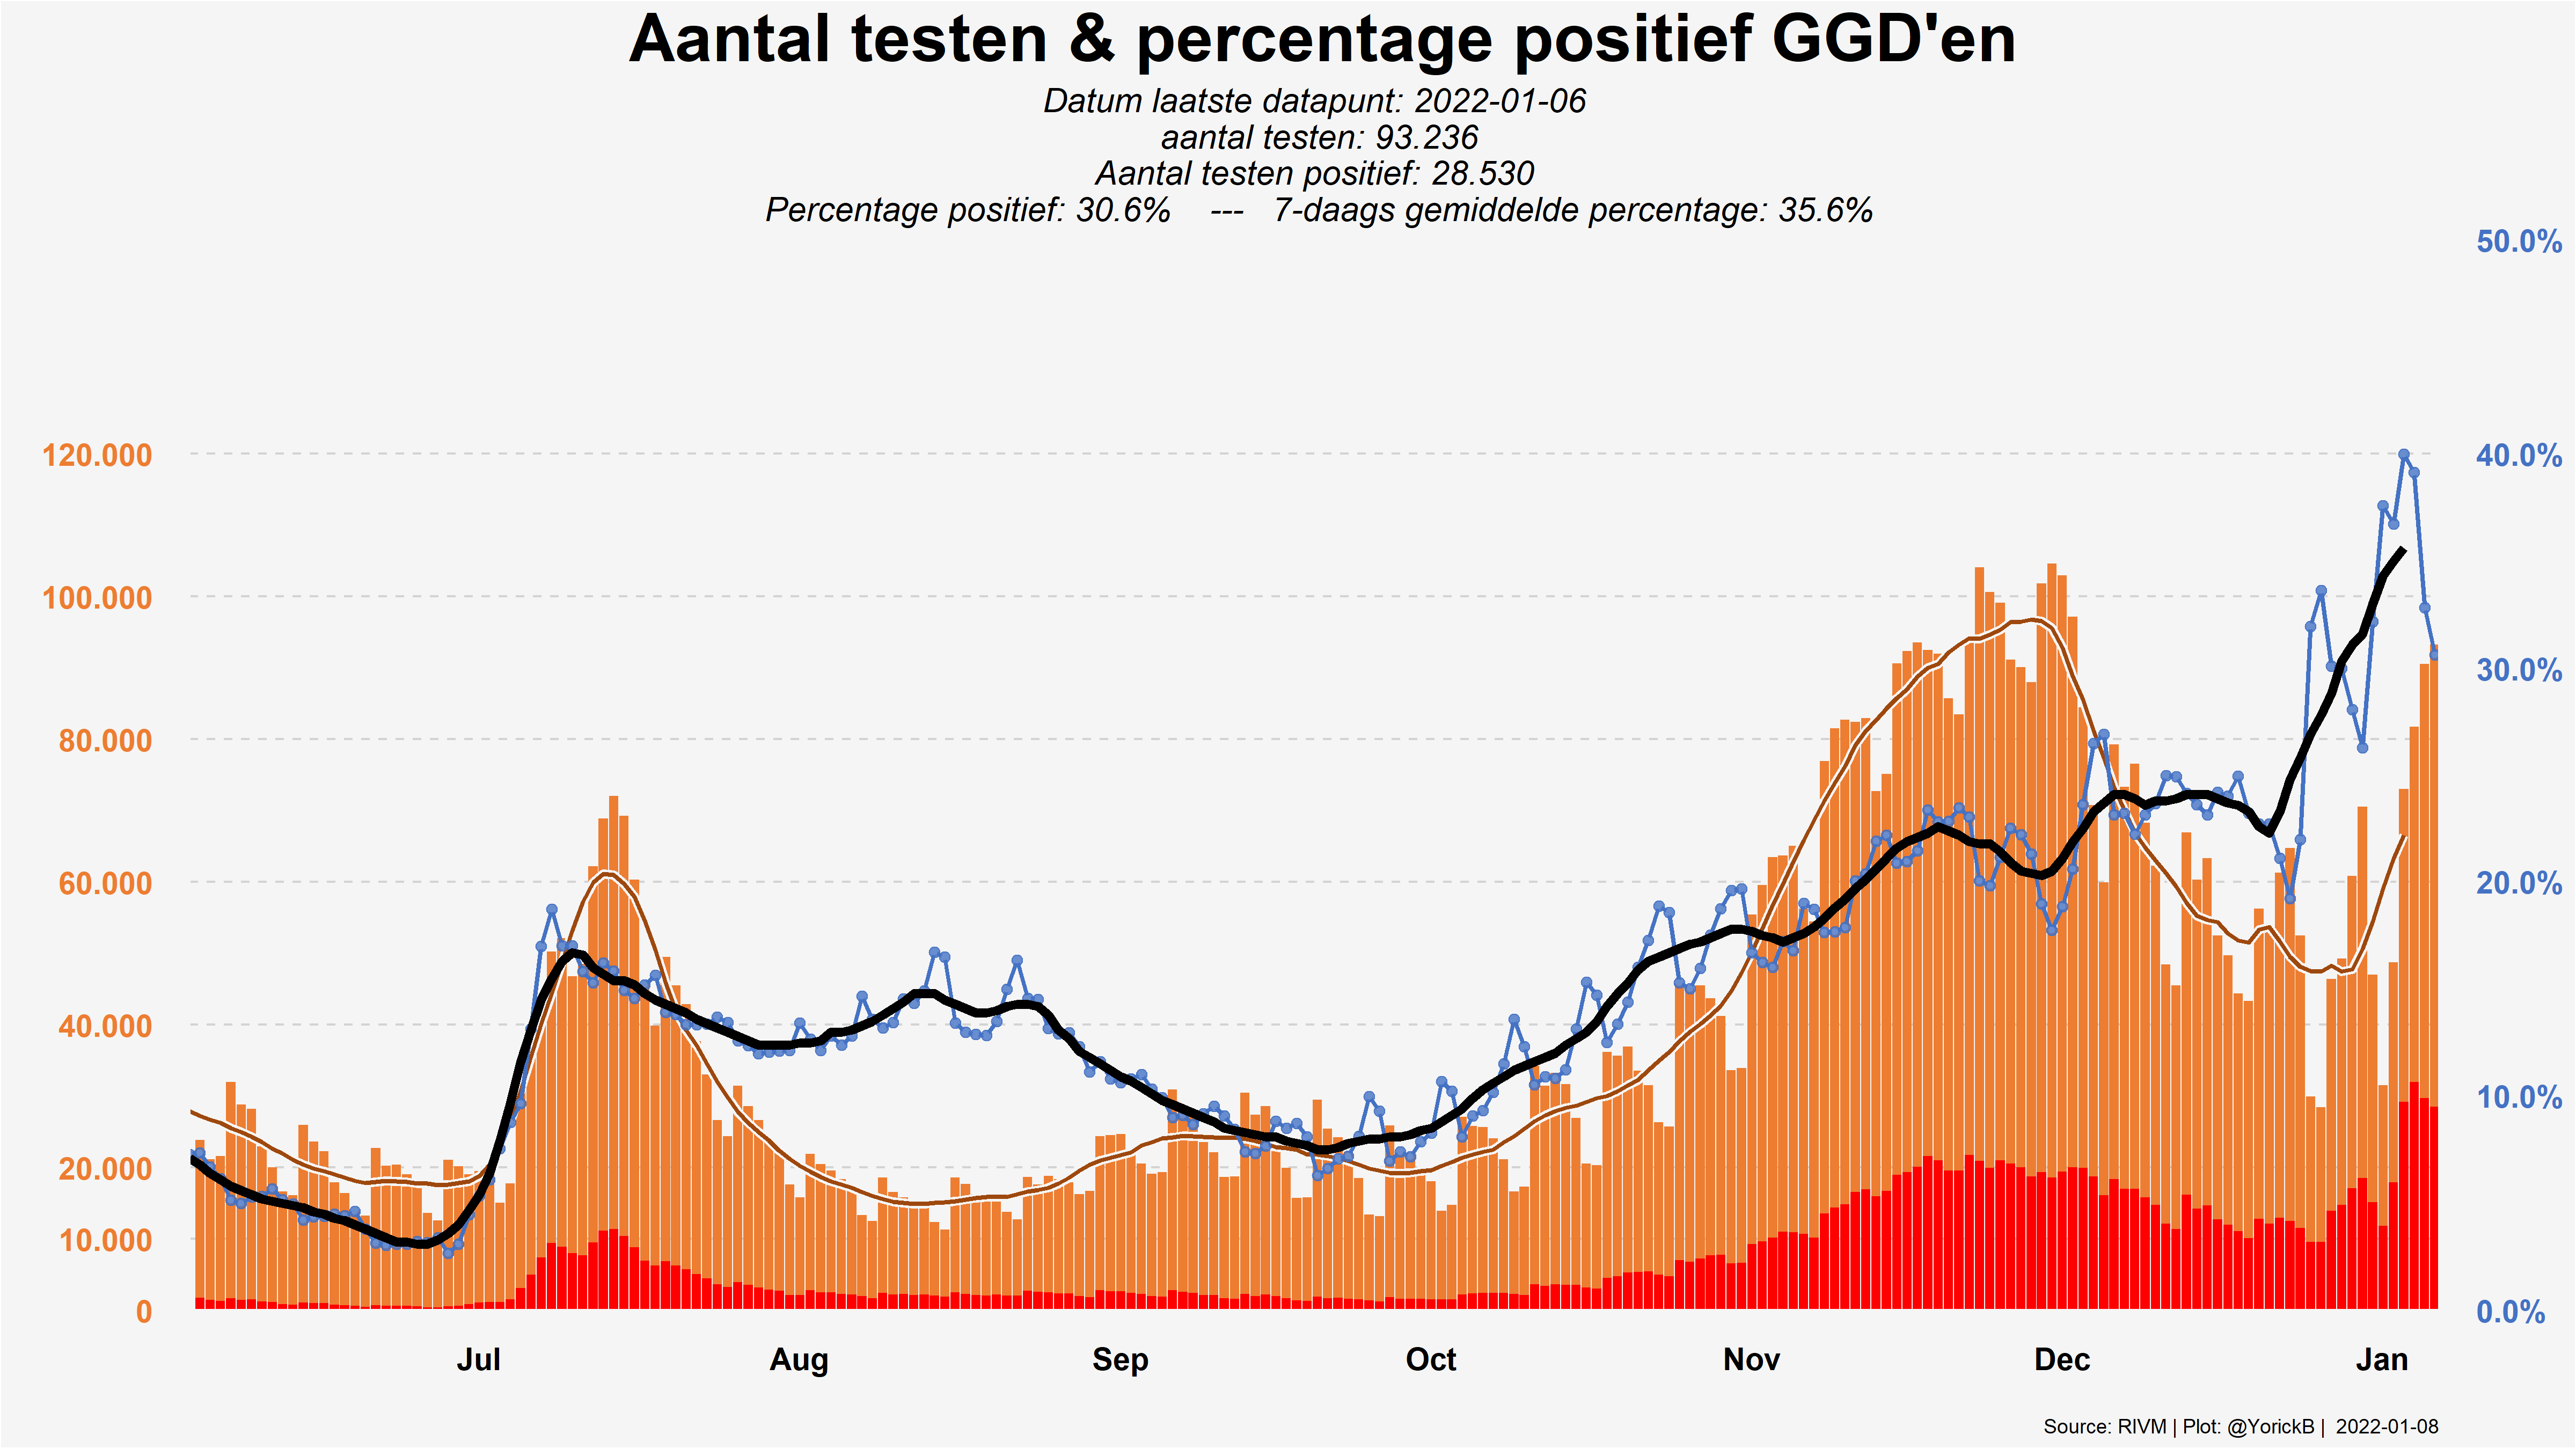 Aantal testen & percentage positief GGD'en
Datum laatste datapunt: 2022-01-06
aantal testen: 93.236
Aantal testen positief: 28.530
Percentage positief: 30.6% --- 7-daags gemiddelde percentage: 35.6%
50.0%
120.000
40.0%
100.000
80.000
30.0%
60.000
20.0%
40.000
20.000
10.0%
10.000
0
0.0%
Jul Aug Sep Oct Nov Dec Jan
Source: RIVM | Plot: @YorickB | 2022-01-08